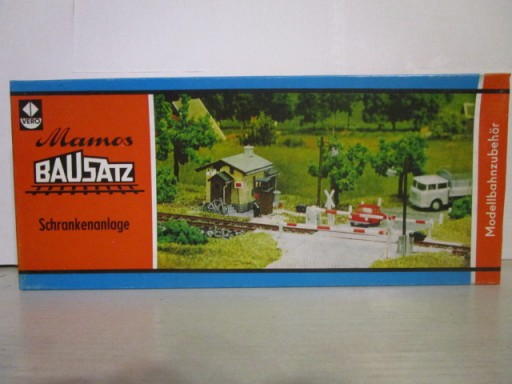 VERO
Mamos
BAUSATZ
Schrankenanlage
Modellbahnzubehör